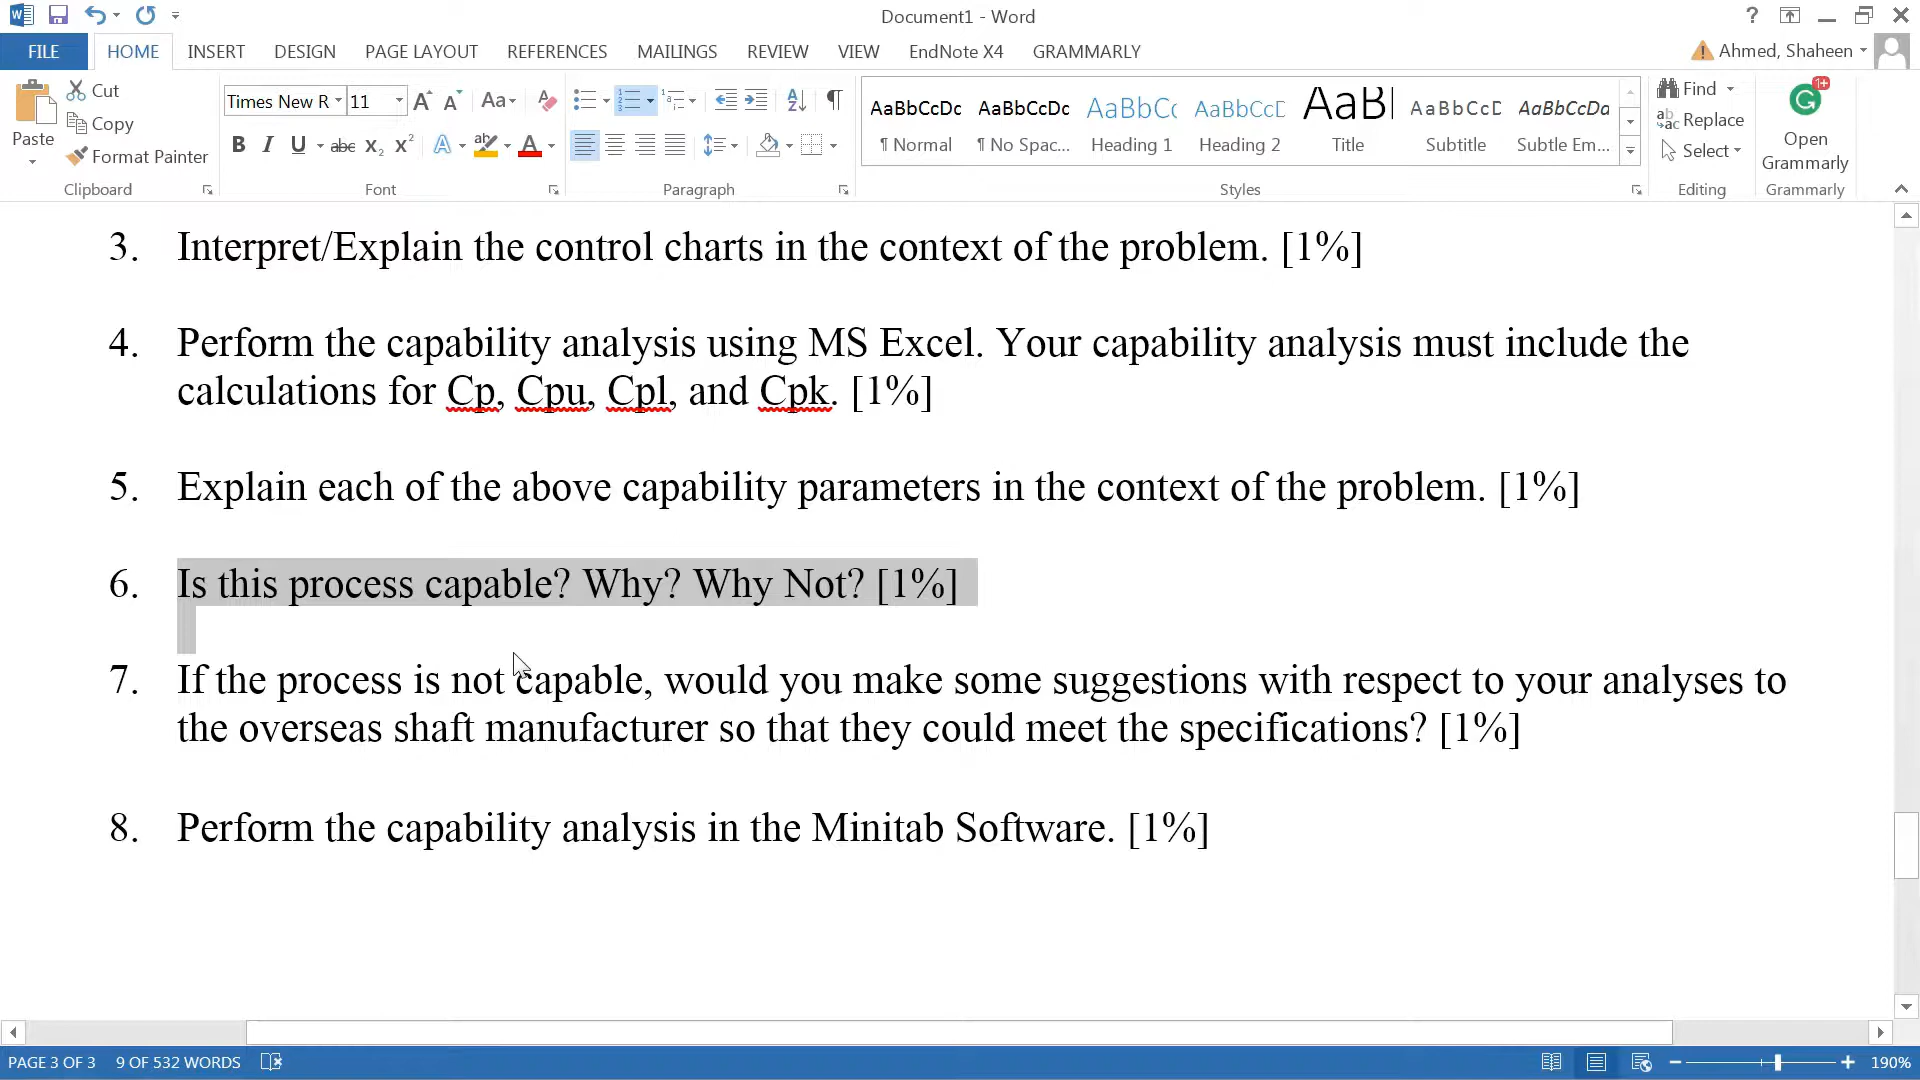 Document1 - Word
FILE HOME INSERT DESIGN PAGE LAYOUT REFERENCES MAILINGS REVIEW VIEW EndNote X4 GRAMMARLY Ahmed, Shaheen
Paste Cut Copy Format Painter
Clipboard
Times New R 11
Font
Paragraph
AaBbCcDc AaBbCcDc AaBbCc AaBbCcD AaBl AaBbCcD AaBbCcDa
¶ Normal ¶ No Spac... Heading 1 Heading 2 Title Subtitle Subtle Em...
Styles
Find
Replace
Select
Editing
1+
Open
Grammarly
Grammarly
3. Interpret/Explain the control charts in the context of the problem. [1%]
4. Perform the capability analysis using MS Excel. Your capability analysis must include the
calculations for Cp, Cpu, Cpl, and Cpk. [1%]
5. Explain each of the above capability parameters in the context of the problem. [1%]
6. Is this process capable? Why? Why Not? [1%]
7. If the process is not capable, would you make some suggestions with respect to your analyses to
the overseas shaft manufacturer so that they could meet the specifications? [1%]
8. Perform the capability analysis in the Minitab Software. [1%]
PAGE 3 OF 3 9 OF 532 WORDS 190%